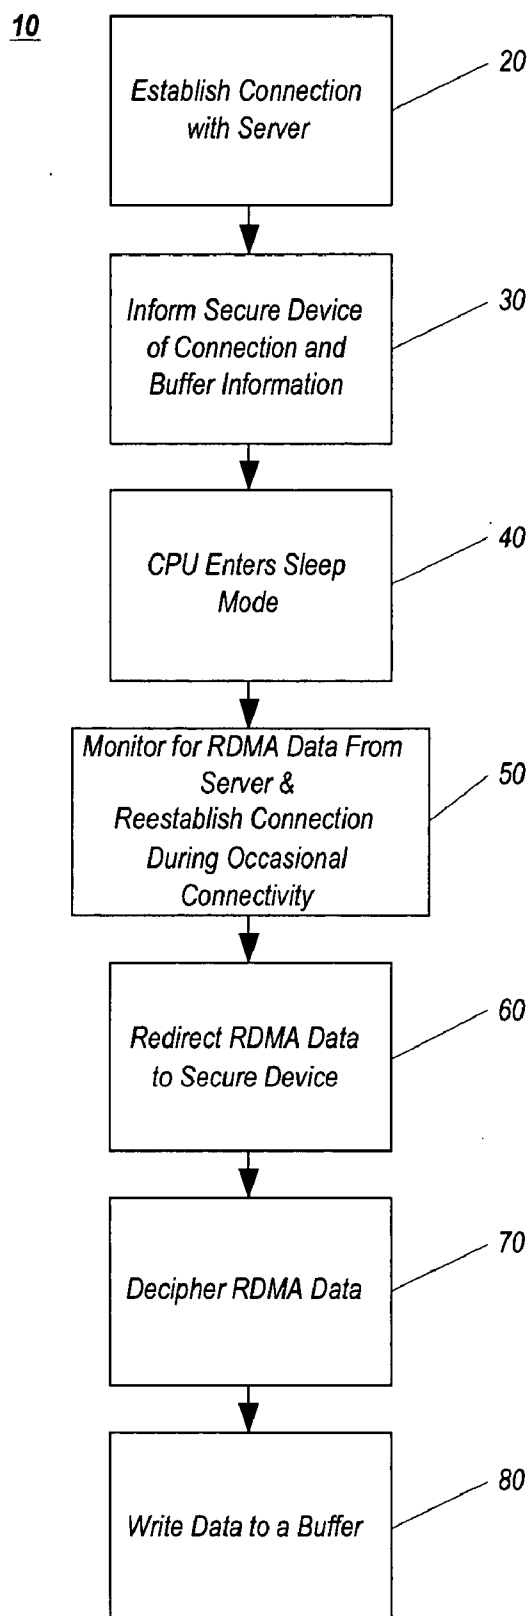 10
Establish Connection
with Server
20
Inform Secure Device
of Connection and
Buffer Information
30
CPU Enters Sleep
Mode
40
Monitor for RDMA Data From
Server &
Reestablish Connection
During Occasional
Connectivity
50
Redirect RDMA Data
to Secure Device
60
Decipher RDMA Data
70
Write Data to a Buffer
80